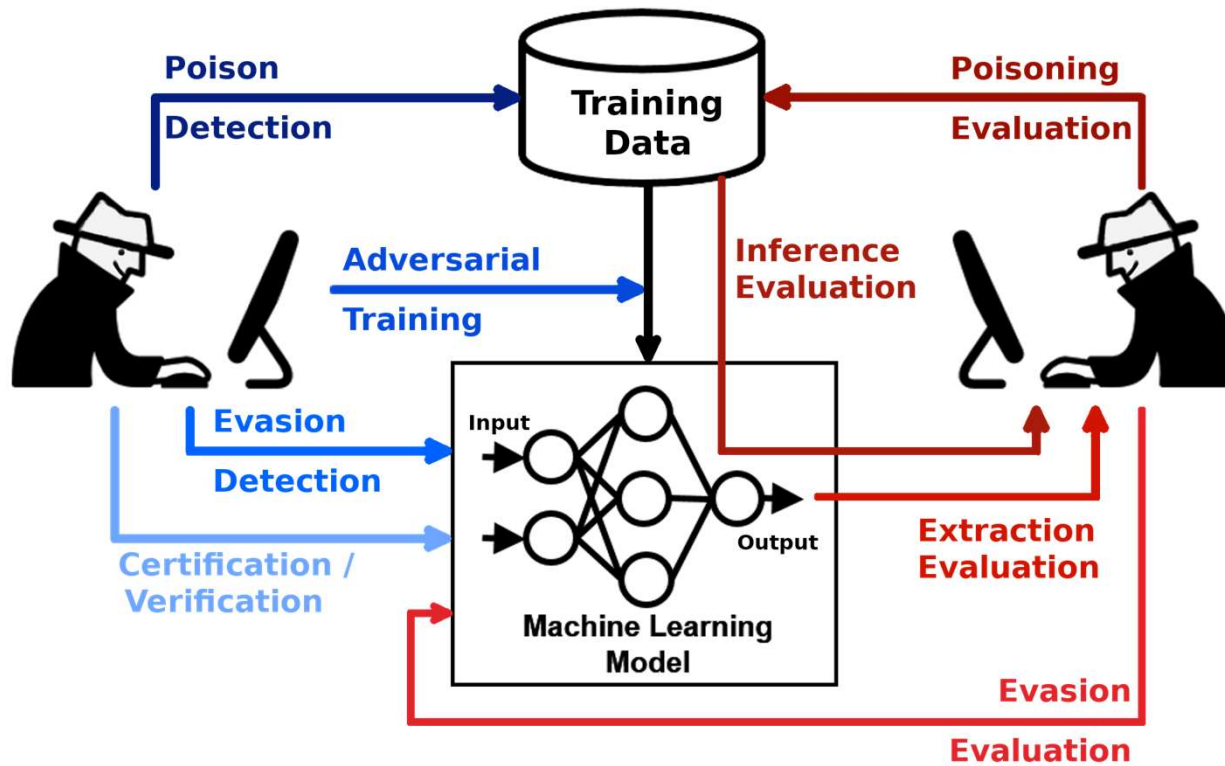 Poison
Detection
Training
Data
Poisoning
Evaluation
Adversarial
Training
Inference
Evaluation
Evasion
Detection
Certification /
Verification
Input
Output
Machine Learning
Model
Extraction
Evaluation
Evasion
Evaluation